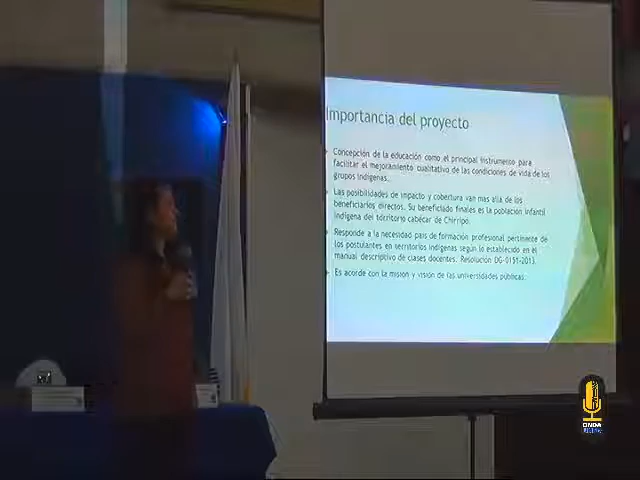 Importancia del proyecto
Concepción de la educación como el principal instrumento para
facilitar el mejoramiento cualitativo de las condiciones de vida de los
grupos indígenas.
Las posibilidades de impacto y cobertura van mas alla de los
beneficiarios directos. Su beneficiado finales es la población infantil
indígena del territorio cabécar de Chirripo.
Responde a la necesidad país de formación profesional pertinente de
los postulantes en territorios indígenas según lo establecido en el
manual descriptivo de clases docentes. Resolución DG-0151-2013.
Es acorde con la misión y visión de las universidades públicas.
ONDA